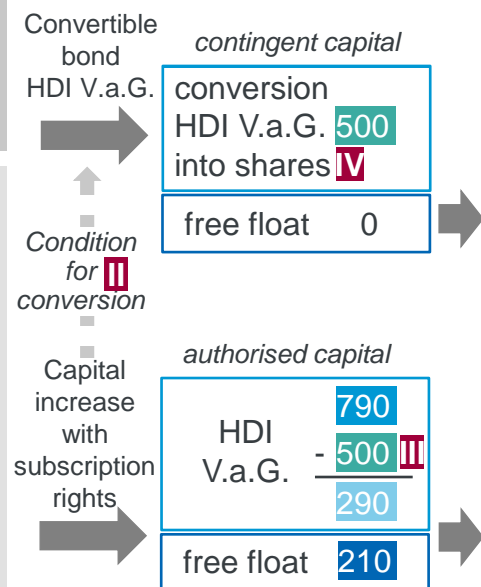 Convertible
bond
HDI V.a.G.
contingent capital
conversion
HDI V.a.G. 500
into shares IV
free float 0
Condition
for II
conversion
Capital
increase
with
subscription
rights
authorised capital
HDI
V.a.G.
790
- 500 III
290
free float 210